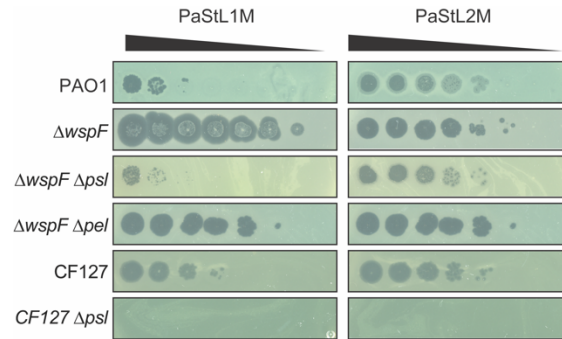 PaStL1M PaStL2M
PAO1
ΔwspF
ΔwspF Δpsl
ΔwspF Δpel
CF127
CF127 Δpsl